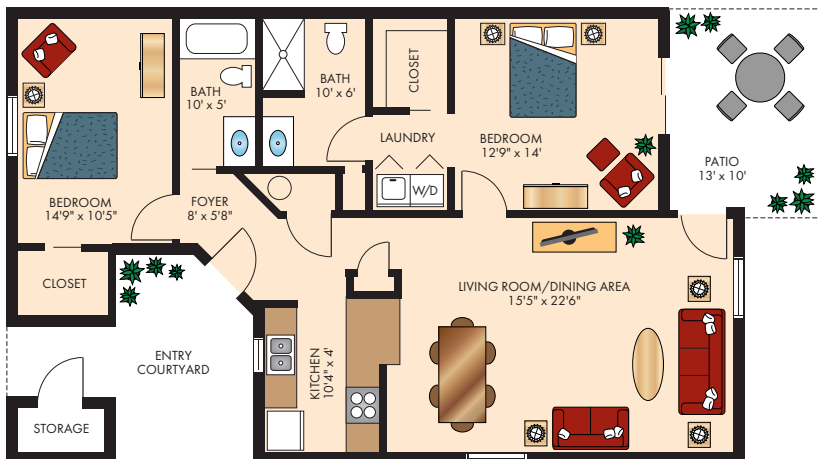 BATH
10' x 5'
BATH
10' x 6'
CLOSET
LAUNDRY
W/D
BEDROOM
12'9" x 14'
PATIO
13' x 10'
BEDROOM
14'9" x 10'5"
FOYER
8' x 5'8"
CLOSET
LIVING ROOM/DINING AREA
15'5" x 22'6"
ENTRY
COURTYARD
KITCHEN
10'4" x 4'
STORAGE